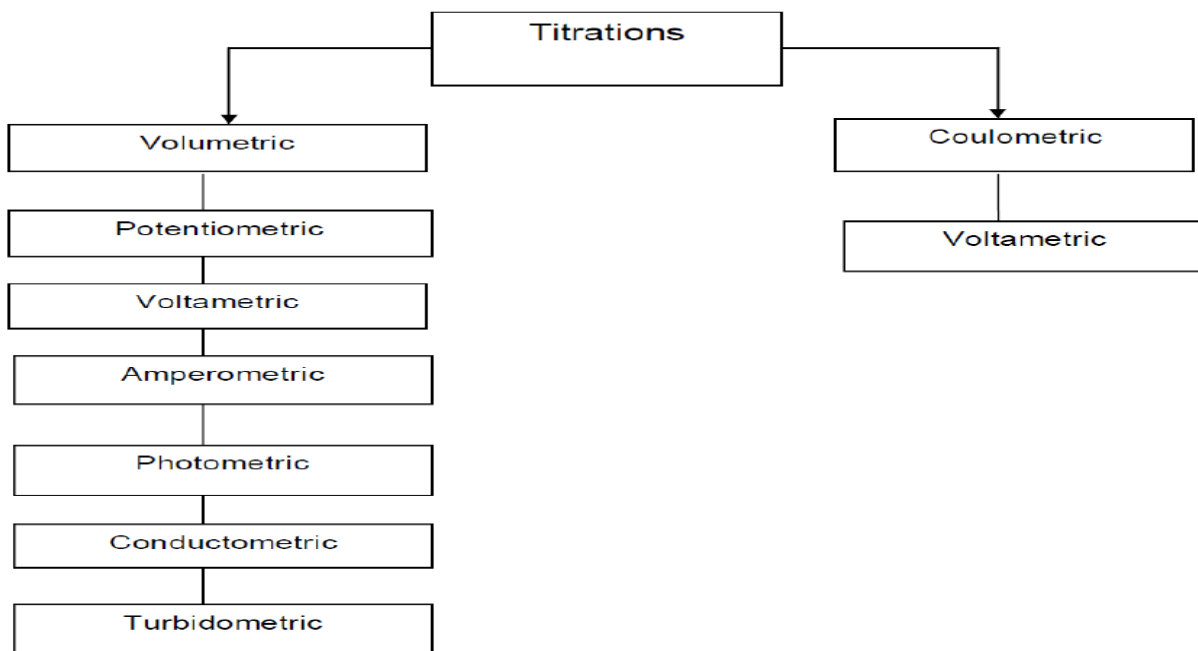 Titrations
Volumetric
Coulometric
Potentiometric
Voltametric
Voltametric
Amperometric
Photometric
Conductometric
Turbidometric